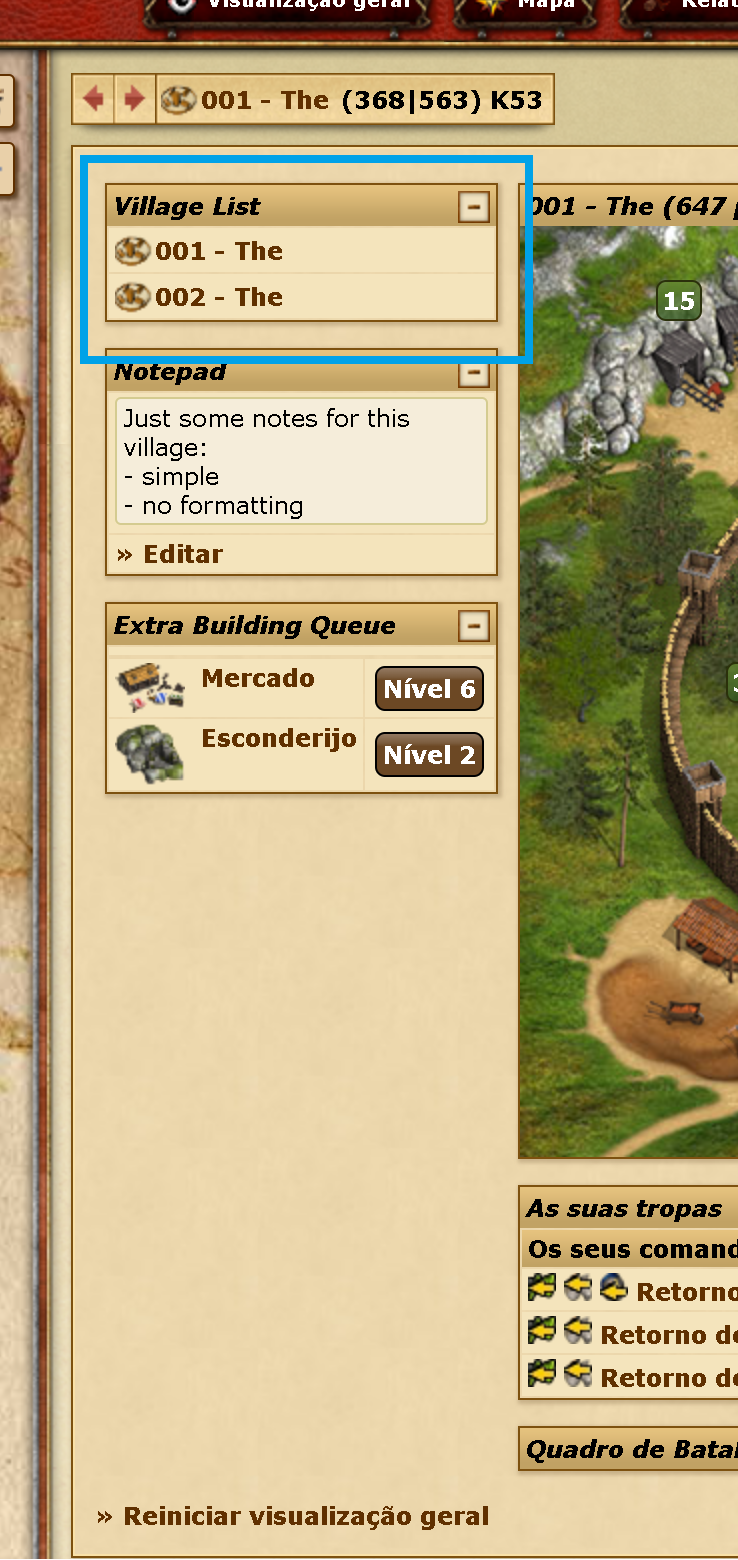 Visualização geral
Mapa
001 - The (368|563) K53
Village List
001 - The
002 - The
Notepad
Just some notes for this
village:
- simple
- no formatting
» Editar
Extra Building Queue
Mercado
Nível 6
Esconderijo
Nível 2
001 - The (647
15
As suas tropas
Os seus comand
Retorno
Retorno de
Retorno de
Quadro de Batal
» Reiniciar visualização geral